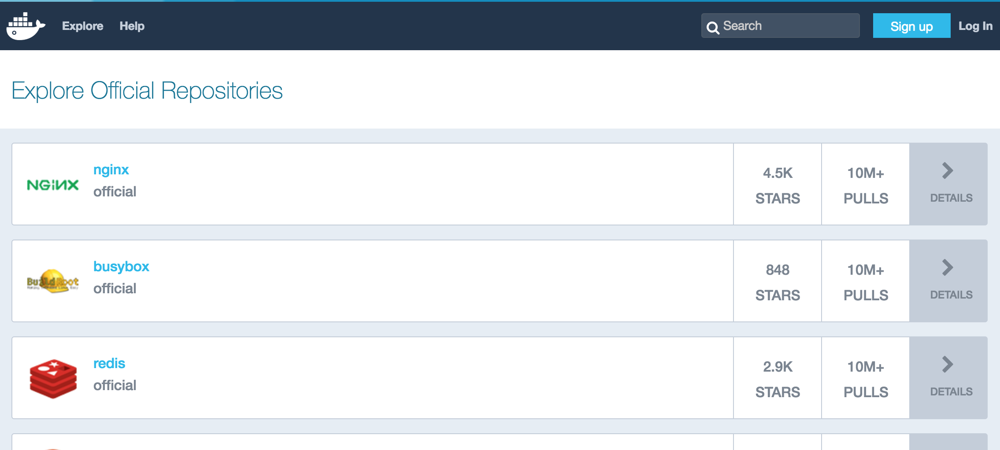 Explore Help Search Sign up Log In
Explore Official Repositories
NGINX
nginx
official
4.5K
STARS
10M+
PULLS
DETAILS
BuildRoot
busybox
official
848
STARS
10M+
PULLS
DETAILS
redis
official
2.9K
STARS
10M+
PULLS
DETAILS